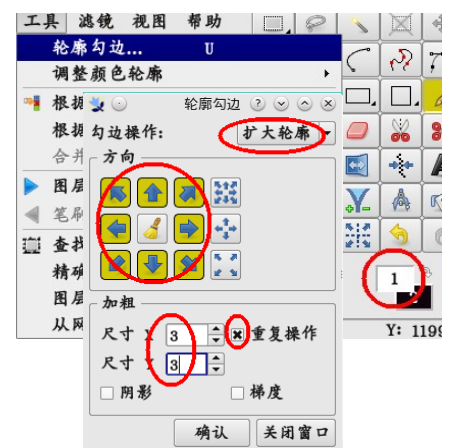 工具 滤镜 视图 帮助
轮廓勾边... U
调整颜色轮廓
根据
轮廓勾边
根据
勾边操作: 扩大轮廓
合并
方向
图层
笔刷
查找
精确
图层
1
加粗
从网
尺寸 X 3 重复操作
Y: 1199
尺寸 Y 3
阴影 梯度
确认 关闭窗口